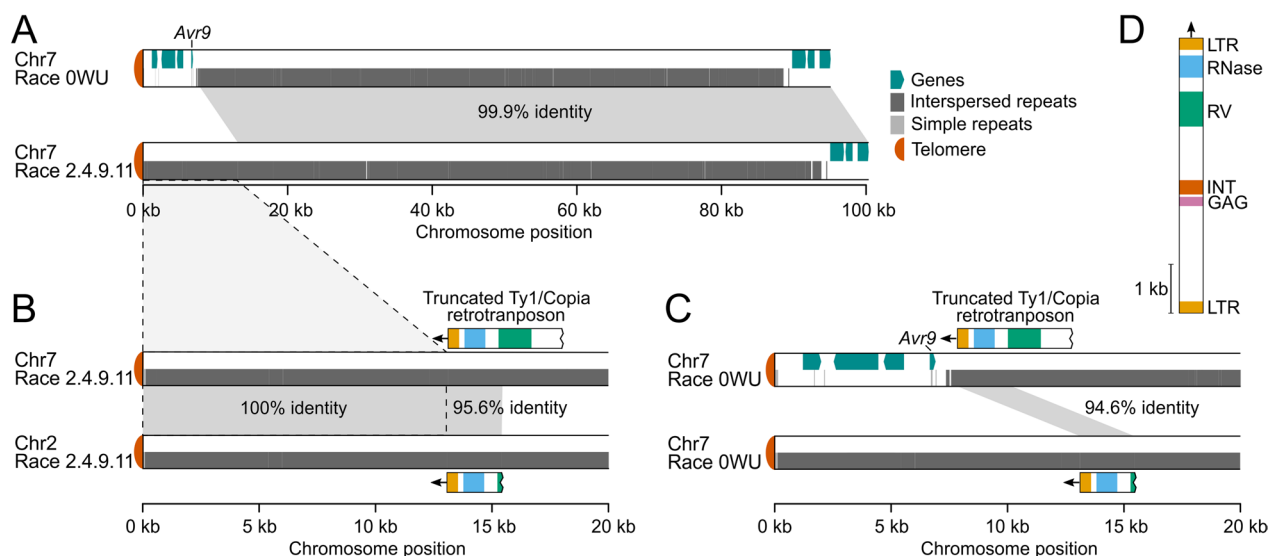 A
Avr9
Chr7
Race 0WU
99.9% identity
Chr7
Race 2.4.9.11
0 kb
20 kb
40 kb
60 kb
80 kb
100 kb
Chromosome position
Genes
Interspersed repeats
Simple repeats
Telomere
D
LTR
RNase
RV
INT
GAG
1 kb
LTR
B
Truncated Ty1/Copia
retrotranposon
Chr7
Race 2.4.9.11
100% identity
95.6% identity
Chr2
Race 2.4.9.11
0 kb
5 kb
10 kb
15 kb
20 kb
Chromosome position
C
Truncated Ty1/Copia
retrotranposon
Avr9
Chr7
Race 0WU
94.6% identity
Chr7
Race 0WU
0 kb
5 kb
10 kb
15 kb
20 kb
Chromosome position